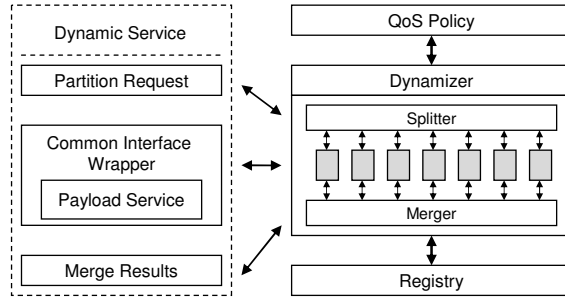 Dynamic Service
Partition Request
Common Interface
Wrapper
Payload Service
Merge Results
QoS Policy
Dynamizer
Splitter
Merger
Registry